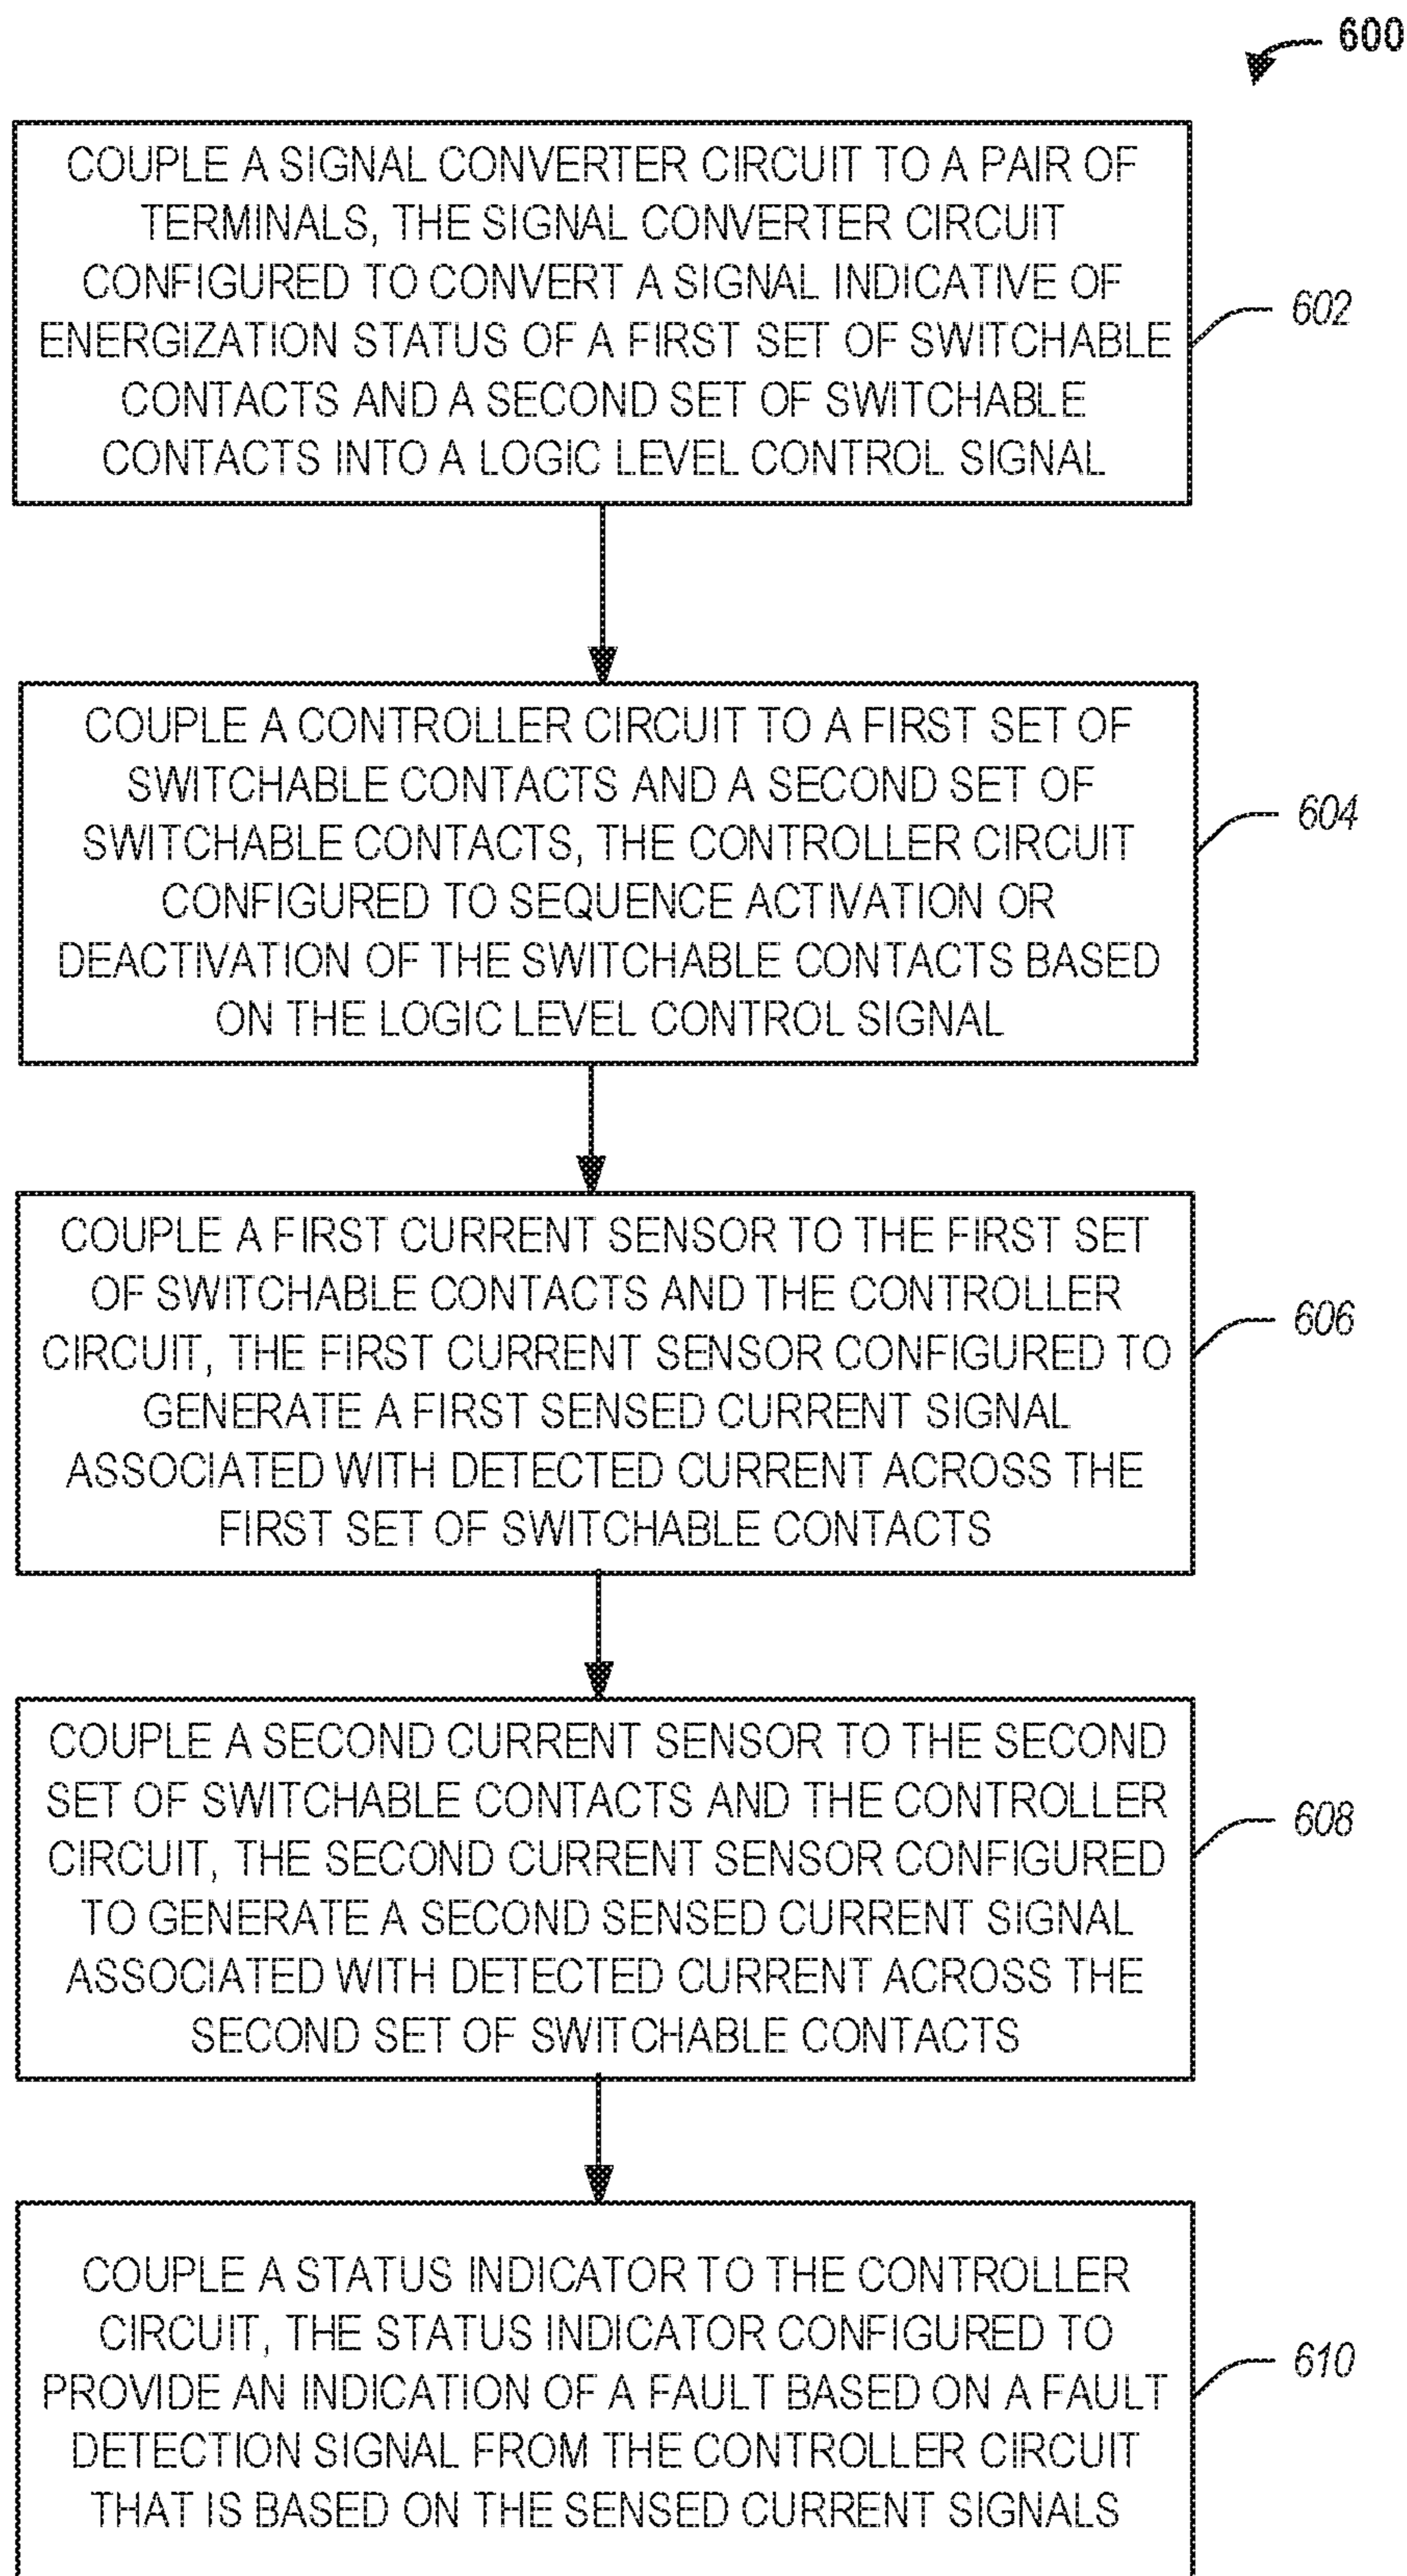 600
COUPLE A SIGNAL CONVERTER CIRCUIT TO A PAIR OF
TERMINALS, THE SIGNAL CONVERTER CIRCUIT
CONFIGURED TO CONVERT A SIGNAL INDICATIVE OF
ENERGIZATION STATUS OF A FIRST SET OF SWITCHABLE
CONTACTS AND A SECOND SET OF SWITCHABLE
CONTACTS INTO A LOGIC LEVEL CONTROL SIGNAL
602
COUPLE A CONTROLLER CIRCUIT TO A FIRST SET OF
SWITCHABLE CONTACTS AND A SECOND SET OF
SWITCHABLE CONTACTS, THE CONTROLLER CIRCUIT
CONFIGURED TO SEQUENCE ACTIVATION OR
DEACTIVATION OF THE SWITCHABLE CONTACTS BASED
ON THE LOGIC LEVEL CONTROL SIGNAL
604
COUPLE A FIRST CURRENT SENSOR TO THE FIRST SET
OF SWITCHABLE CONTACTS AND THE CONTROLLER
CIRCUIT, THE FIRST CURRENT SENSOR CONFIGURED TO
GENERATE A FIRST SENSED CURRENT SIGNAL
ASSOCIATED WITH DETECTED CURRENT ACROSS THE
FIRST SET OF SWITCHABLE CONTACTS
606
COUPLE A SECOND CURRENT SENSOR TO THE SECOND
SET OF SWITCHABLE CONTACTS AND THE CONTROLLER
CIRCUIT, THE SECOND CURRENT SENSOR CONFIGURED
TO GENERATE A SECOND SENSED CURRENT SIGNAL
ASSOCIATED WITH DETECTED CURRENT ACROSS THE
SECOND SET OF SWITCHABLE CONTACTS
608
COUPLE A STATUS INDICATOR TO THE CONTROLLER
CIRCUIT, THE STATUS INDICATOR CONFIGURED TO
PROVIDE AN INDICATION OF A FAULT BASED ON A FAULT
DETECTION SIGNAL FROM THE CONTROLLER CIRCUIT
THAT IS BASED ON THE SENSED CURRENT SIGNALS
610